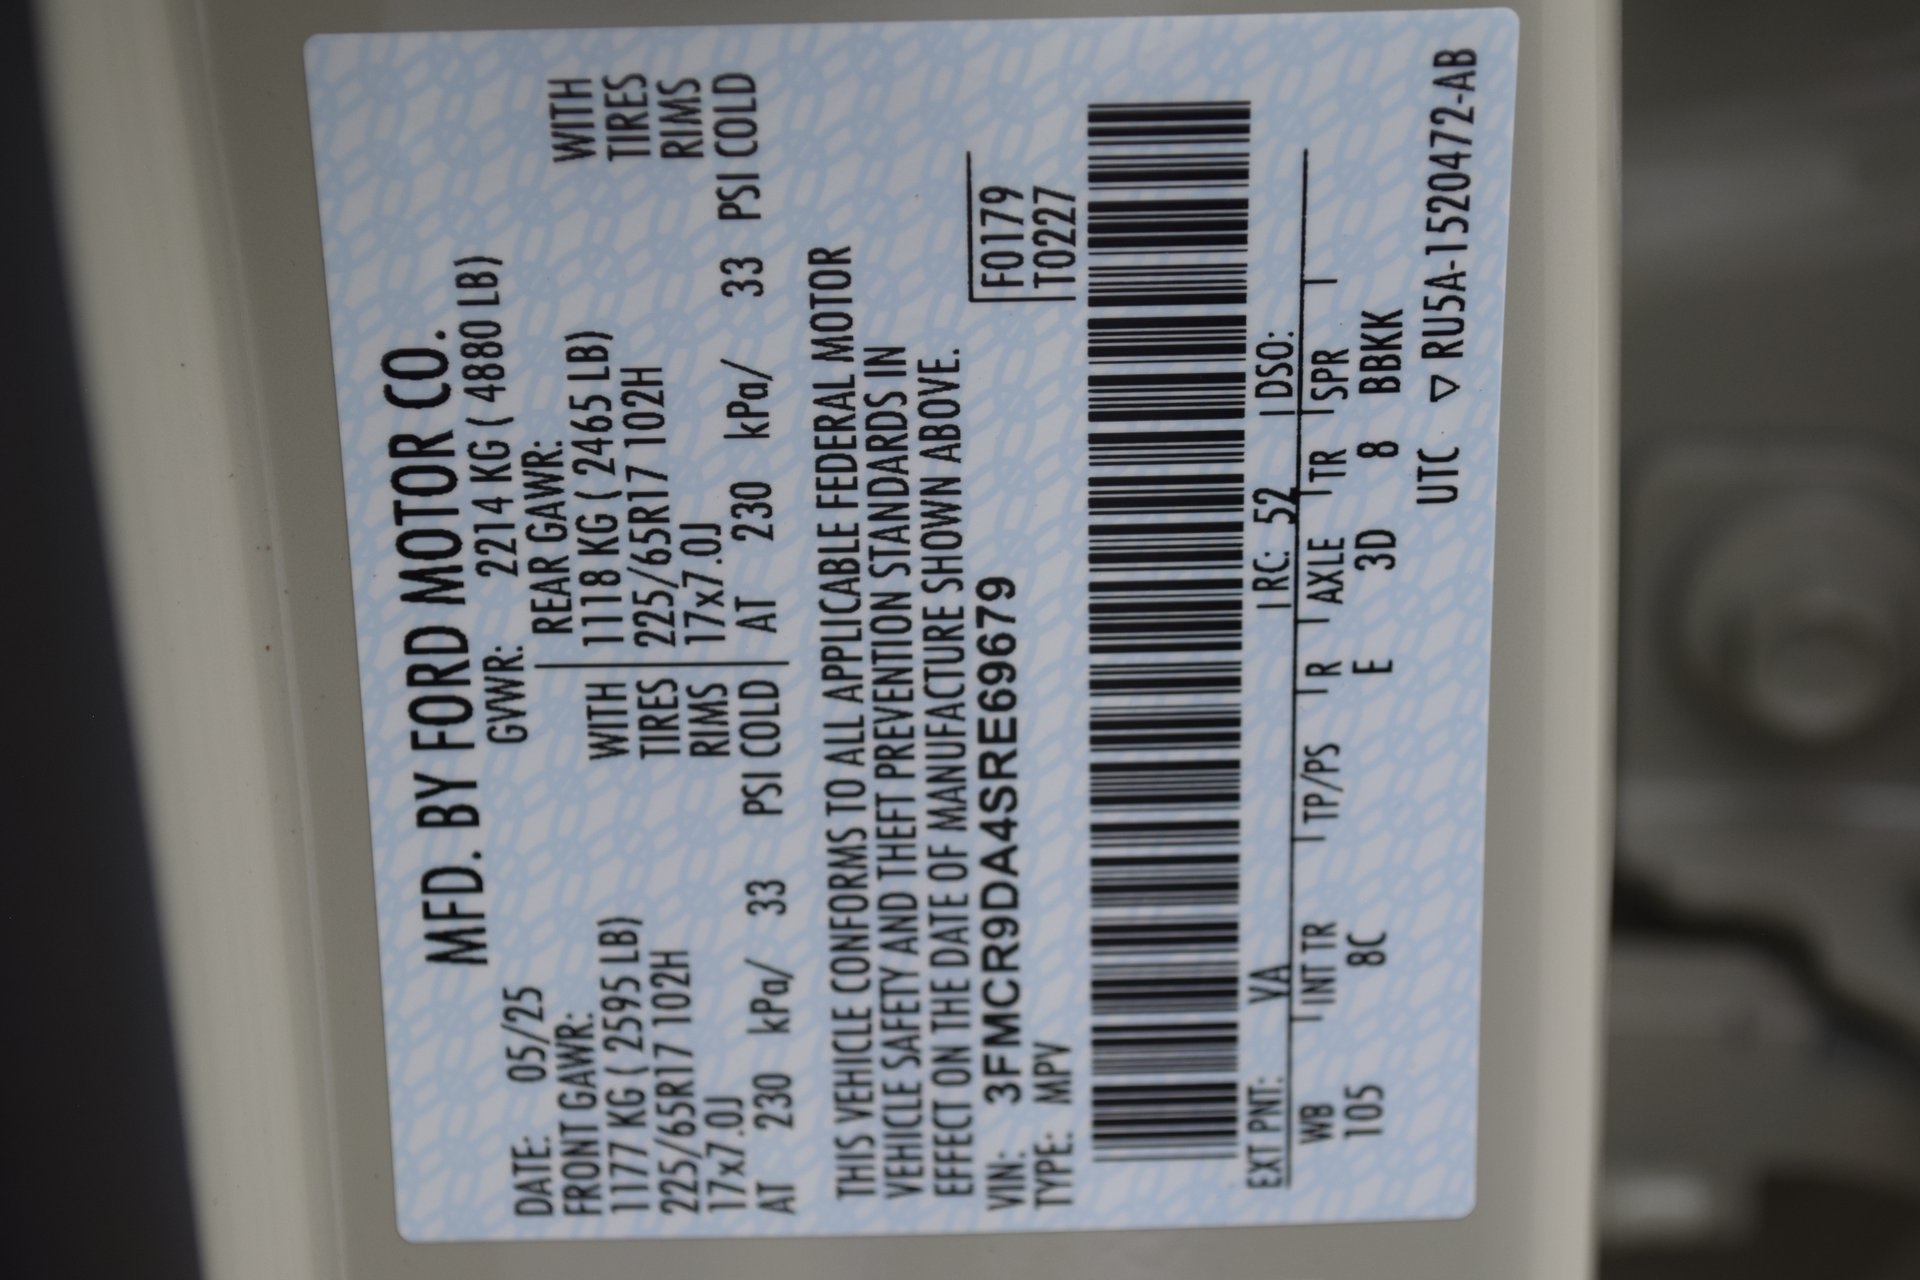 MFD. BY FORD MOTOR CO.
DATE: 05/25 GVWR: 2214 KG ( 4880 LB)
FRONT GAWR: REAR GAWR:
1177 KG ( 2595 LB) WITH 1118 KG ( 2465 LB) WITH
225/65R17 102H TIRES 225/65R17 102H TIRES
17x7.0J RIMS 17x7.0J RIMS
AT 230 kPa/ 33 PSI COLD AT 230 kPa/ 33 PSI COLD
THIS VEHICLE CONFORMS TO ALL APPLICABLE FEDERAL MOTOR
VEHICLE SAFETY AND THEFT PREVENTION STANDARDS IN
EFFECT ON THE DATE OF MANUFACTURE SHOWN ABOVE.
VIN: 3FMCR9DA4SRE69679 F0179
TYPE: MPV T0227
EXT PNT: YA RC: 52 DSO:
WB INT TR TP/PS R AXLE TR SPR
105 8C E 3D 8 BBKK
UTC ▽ RU5A-1520472-AB